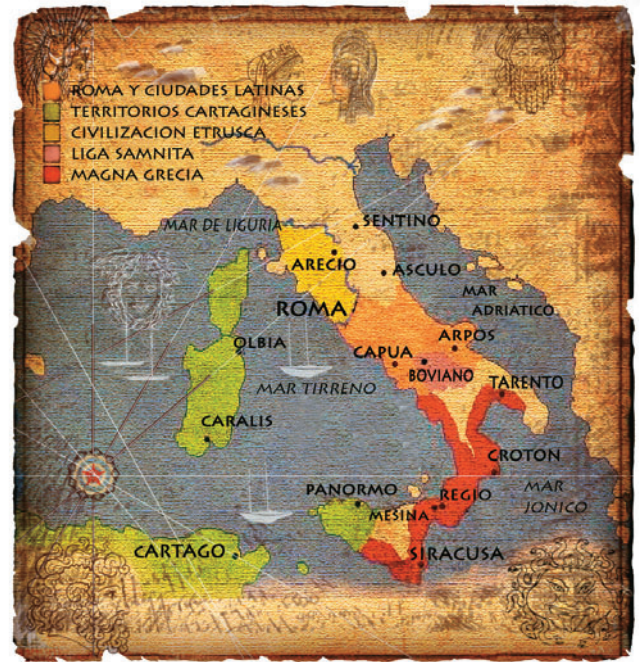 ROMA Y CIUDADES LATINAS
TERRITORIOS CARTAGINESES
CIVILIZACION ETRUSCA
LIGA SAMNITA
MAGNA GRECIA
MAR DE LIGURIA
SENTINO
ARECIO
ASCULO
ROMA
MAR
ADRIATICO
OLBIA
CAPUA
ARPOS
BOVIANO
MAR TIRRENO
TARENTO
CARALIS
CROTON
PANORMO
REGIO
MAR
JONICO
MESINA
CARTAGO
SIRACUSA